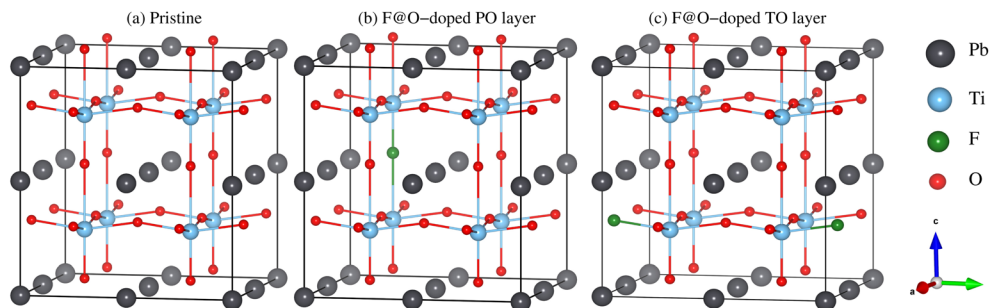 (a) Pristine
(b) F@O−doped PO layer
(c) F@O−doped TO layer
Pb
Ti
F
O
c
a